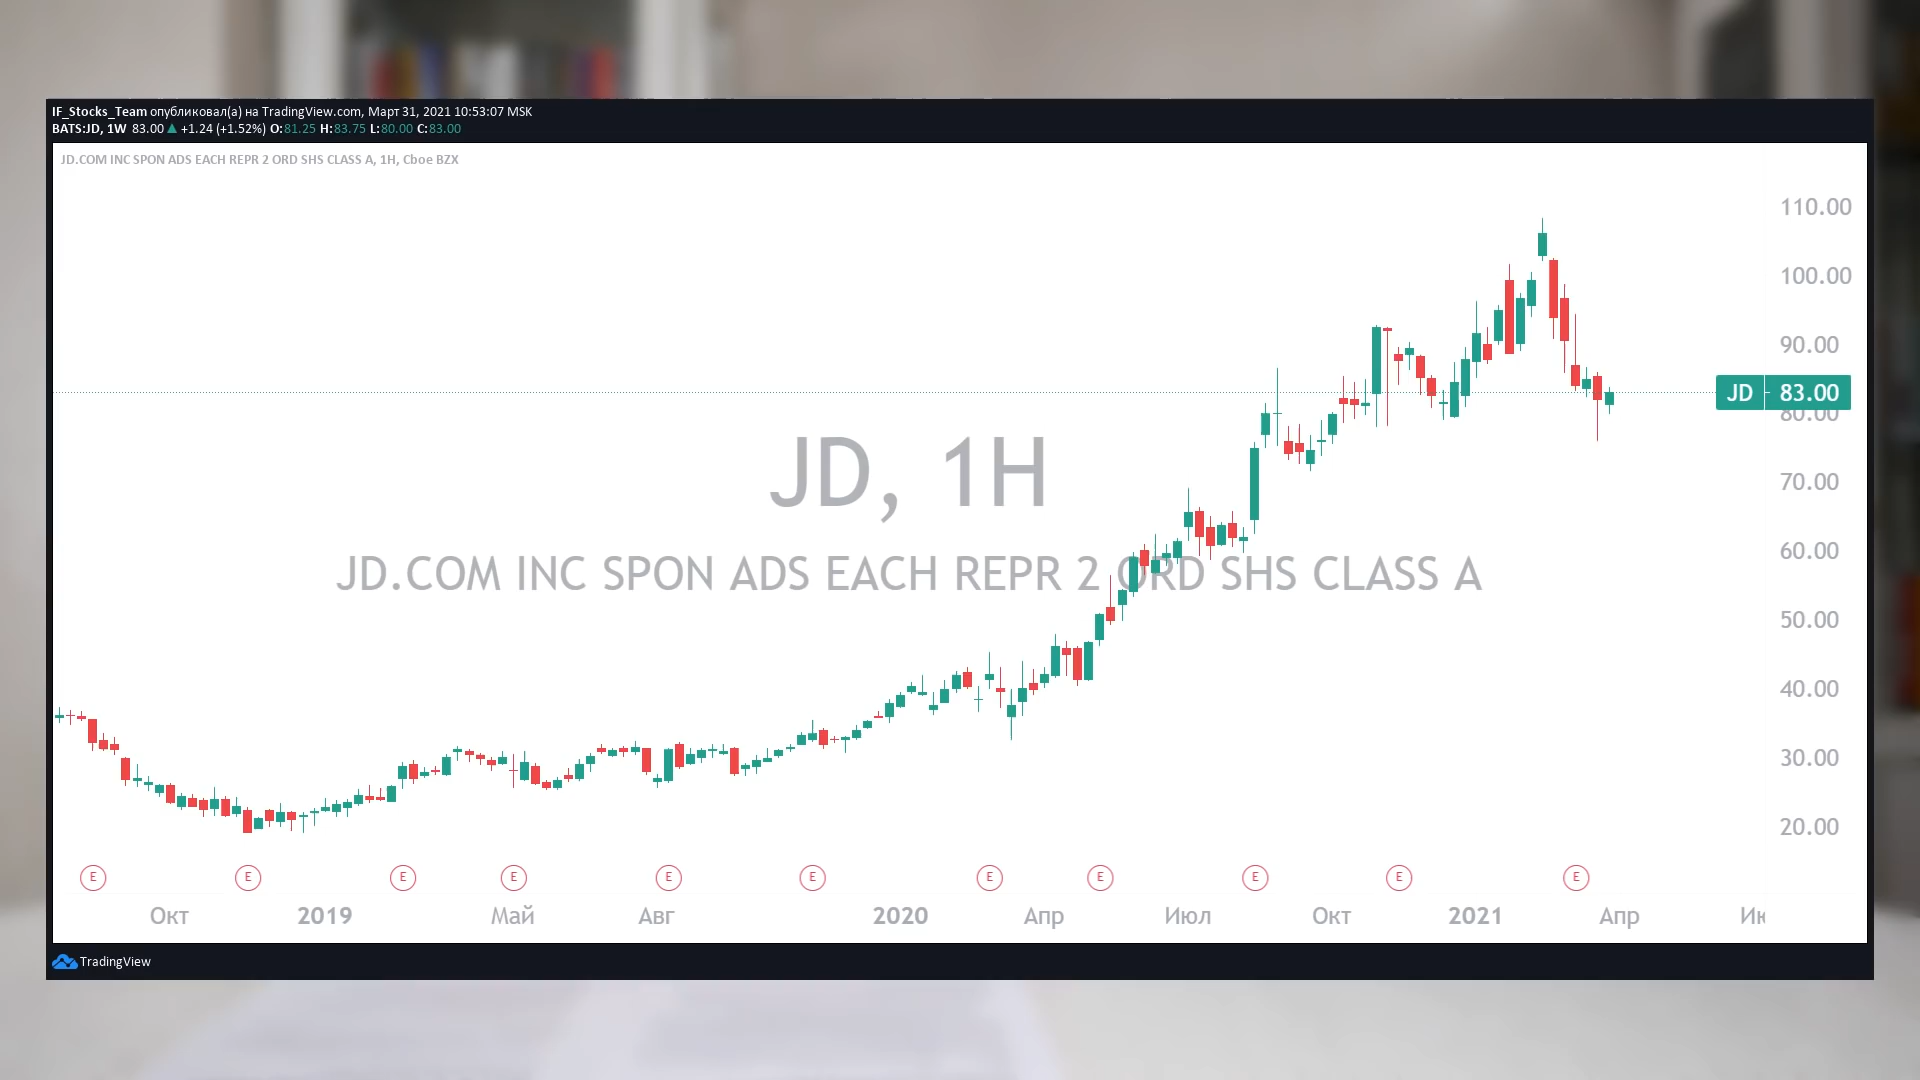 IF_Stocks_Team опубликовал(а) на TradingView.com, Март 31, 2021 10:53:07 MSK
BATS:JD, 1W 83.00 ▲ +1.24 (+1.52%) O:81.25 H:83.75 L:80.00 C:83.00
JD.COM INC SPON ADS EACH REPR 2 ORD SHS CLASS A, 1Н, Cboe BZX
110.00
100.00
90.00
JD 83.00
80.00
JD, 1Н
70.00
60.00
JD.COM INC SPON ADS EACH REPR 2 ORD SHS CLASS A
50.00
40.00
30.00
20.00
E E E E E E E E E E E
Окт 2019 Май Авг 2020 Апр Июл Окт 2021 Апр
TradingView